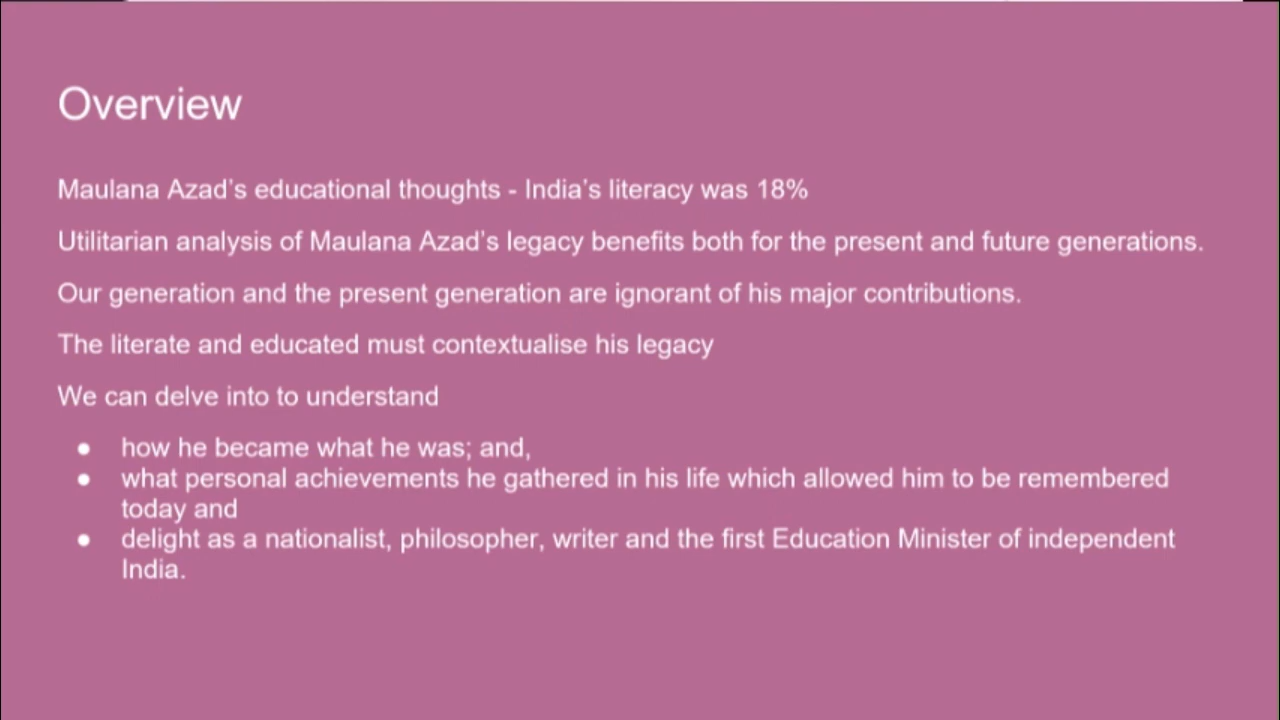 Overview
Maulana Azad's educational thoughts - India's literacy was 18%
Utilitarian analysis of Maulana Azad's legacy benefits both for the present and future generations.
Our generation and the present generation are ignorant of his major contributions.
The literate and educated must contextualise his legacy
We can delve into to understand
● how he became what he was; and,
● what personal achievements he gathered in his life which allowed him to be remembered
today and
● delight as a nationalist, philosopher, writer and the first Education Minister of independent
India.